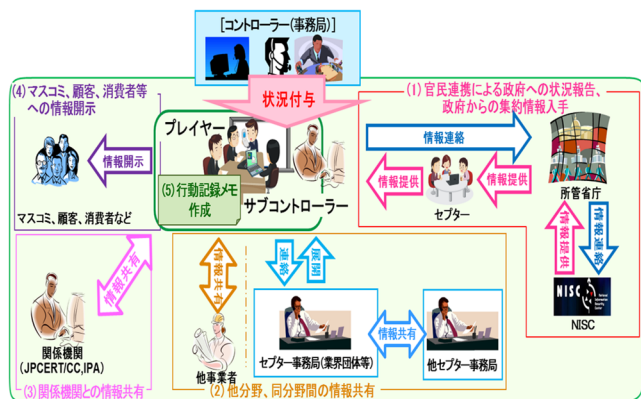 [コントローラー(事務局)]
状況付与
(4) マスコミ、顧客、消費者等
への情報開示
情報開示
マスコミ、顧客、消費者など
プレイヤー
(5) 行動記録メモ
作成
サブコントローラー
(1) 官民連携による政府への状況報告、
政府からの集約情報入手
情報連絡
情報提供
情報提供
セプター
所管省庁
情報提供
情報連絡
NISC
NISC
情報共有
関係機関
(JPCERT/CC,IPA)
(3) 関係機関との情報共有
情報共有
他事業者
連絡
展開
セプター事務局(業界団体等)
情報共有
他セプター事務局
(2) 他分野、同分野間の情報共有